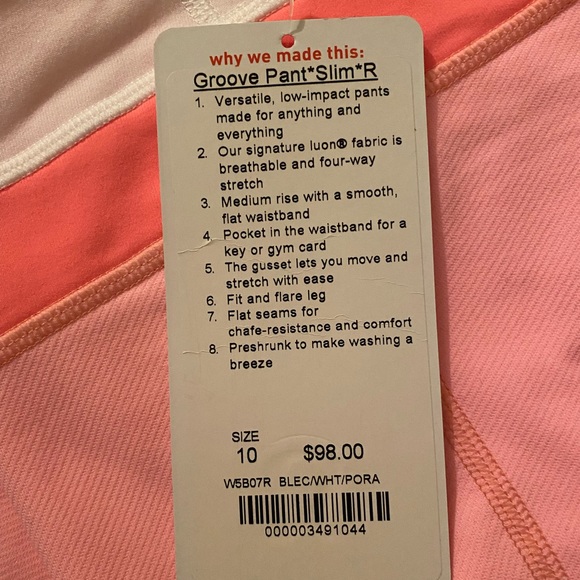 why we made this:
Groove Pant*Slim*R
1. Versatile, low-impact pants
made for anything and
everything
2. Our signature luon® fabric is
breathable and four-way
stretch
3. Medium rise with a smooth,
flat waistband
4. Pocket in the waistband for a
key or gym card
5. The gusset lets you move and
stretch with ease
6. Fit and flare leg
7. Flat seams for
chafe-resistance and comfort
8. Preshrunk to make washing a
breeze
SIZE
10 $98.00
W5B07R BLEC/WHT/PORA
000003491044